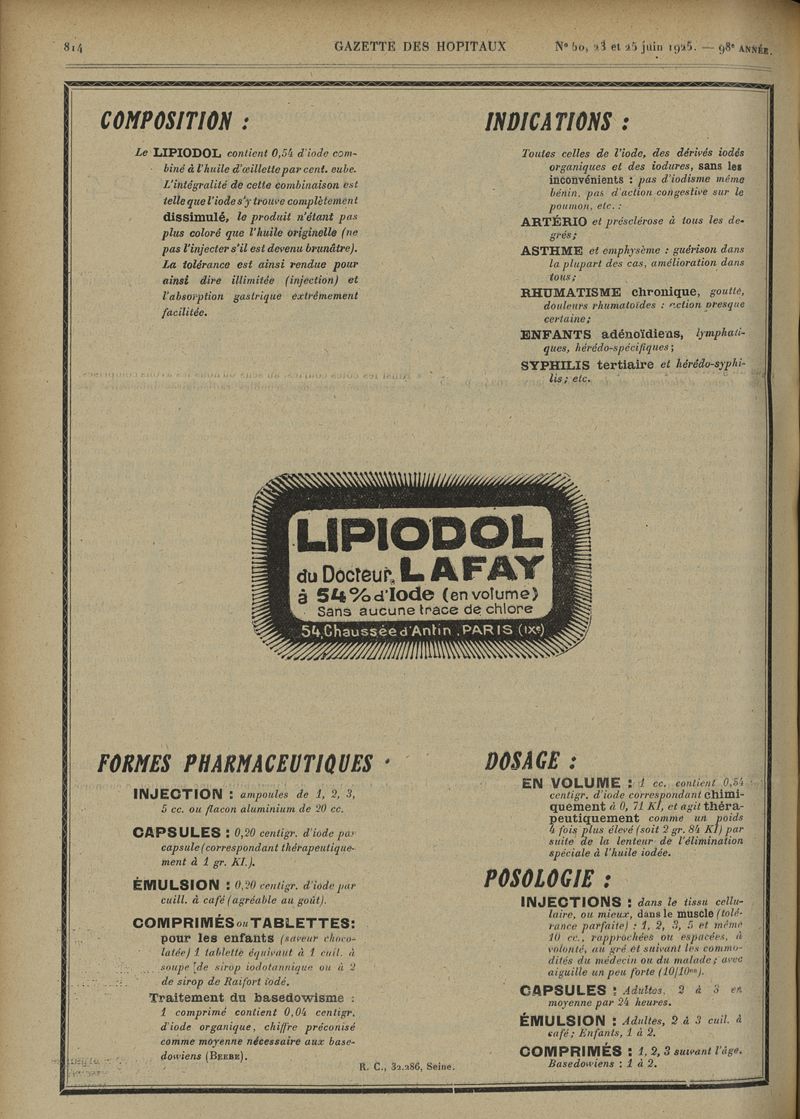 814 GAZETTE DES HOPITAUX N° 50, 23 et 25 juin 1925. — 98e ANNÉE.
COMPOSITION :
Le LIPIODOL contient 0,54 d'iode com-
biné à l'huile d'œillette par cent. cube.
L'intégralité de cette combinaison est
telle que l'iode s'y trouve complètement
dissimulé, le produit n'étant pas
plus coloré que l'huile originelle (ne
pas l'injecter s'il est devenu brunâtre).
La tolérance est ainsi rendue pour
ainsi dire illimitée (injection) et
l'absorption gastrique extrêmement
facilitée.
INDICATIONS :
Toutes celles de l'iode, des dérivés iodés
organiques et des iodures, sans les
inconvénients : pas d'iodisme même
bénin, pas d'action congestive sur le
poumon, etc. :
ARTÉRIO et présclérose à tous les de-
grés ;
ASTHME et emphysème : guérison dans
la plupart des cas, amélioration dans
tous ;
RHUMATISME chronique, goutte,
douleurs rhumatoïdes : action presque
certaine ;
ENFANTS adénoïdiens, lymphati-
ques, hérédo-spécifiques ;
SYPHILIS tertiaire et hérédo-syphi-
lis ; etc.
LIPIODOL
du Docteur LAFAY
à 54% d'Iode (en volume)
Sans aucune trace de chlore
54, Chaussée d'Antin. PARIS (IXe)
FORMES PHARMACEUTIQUES
INJECTION : ampoules de 1, 2, 3,
5 cc. ou flacon aluminium de 20 cc.
CAPSULES : 0,20 centigr. d'iode par
capsule (correspondant thérapeutique-
ment à 1 gr. KI.).
ÉMULSION : 0,20 centigr. d'iode par
cuill. à café (agréable au goût).
COMPRIMÉS ou TABLETTES :
pour les enfants (saveur choco-
latée) 1 tablette équivaut à 1 cuil. à
soupe de sirop iodotannique ou à 2
de sirop de Raifort iodé.
Traitement du basedowisme :
1 comprimé contient 0,04 centigr.
d'iode organique, chiffre préconisé
comme moyenne nécessaire aux base-
dowiens (BEEBE).
DOSAGE :
EN VOLUME : 1 cc. contient 0,54
centigr. d'iode correspondant chimi-
quement à 0, 71 KI, et agit théra-
peutiquement comme un poids
4 fois plus élevé (soit 2 gr. 84 KI) par
suite de la lenteur de l'élimination
spéciale à l'huile iodée.
POSOLOGIE :
INJECTIONS : dans le tissu cellu-
laire, ou mieux, dans le muscle (tolé-
rance parfaite) : 1, 2, 3, 5 et même
10 cc., rapprochées ou espacées, à
volonté, au gré et suivant les commo-
dités du médecin ou du malade ; avec
aiguille un peu forte (10/10mm).
CAPSULES : Adultes, 2 à 3 en
moyenne par 24 heures.
ÉMULSION : Adultes, 2 à 3 cuil. à
café ; Enfants, 1 à 2.
COMPRIMÉS : 1, 2, 3 suivant l'âge.
Basedowiens : 1 à 2.
R. C., 32.286, Seine.